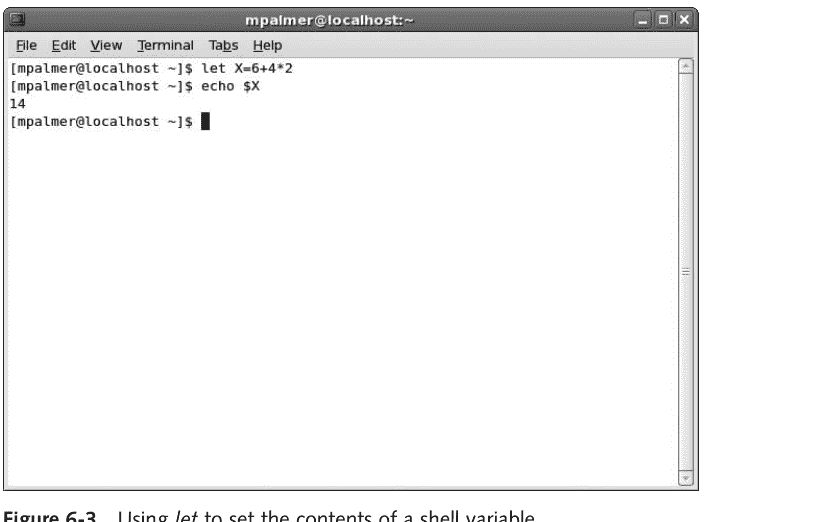 mpalmer@localhost:~
File Edit View Terminal Tabs Help
[mpalmer@localhost ~]$ let X=6+4*2
[mpalmer@localhost ~]$ echo $X
14
[mpalmer@localhost ~]$
Figure 6-3 Using let to set the contents of a shell variable